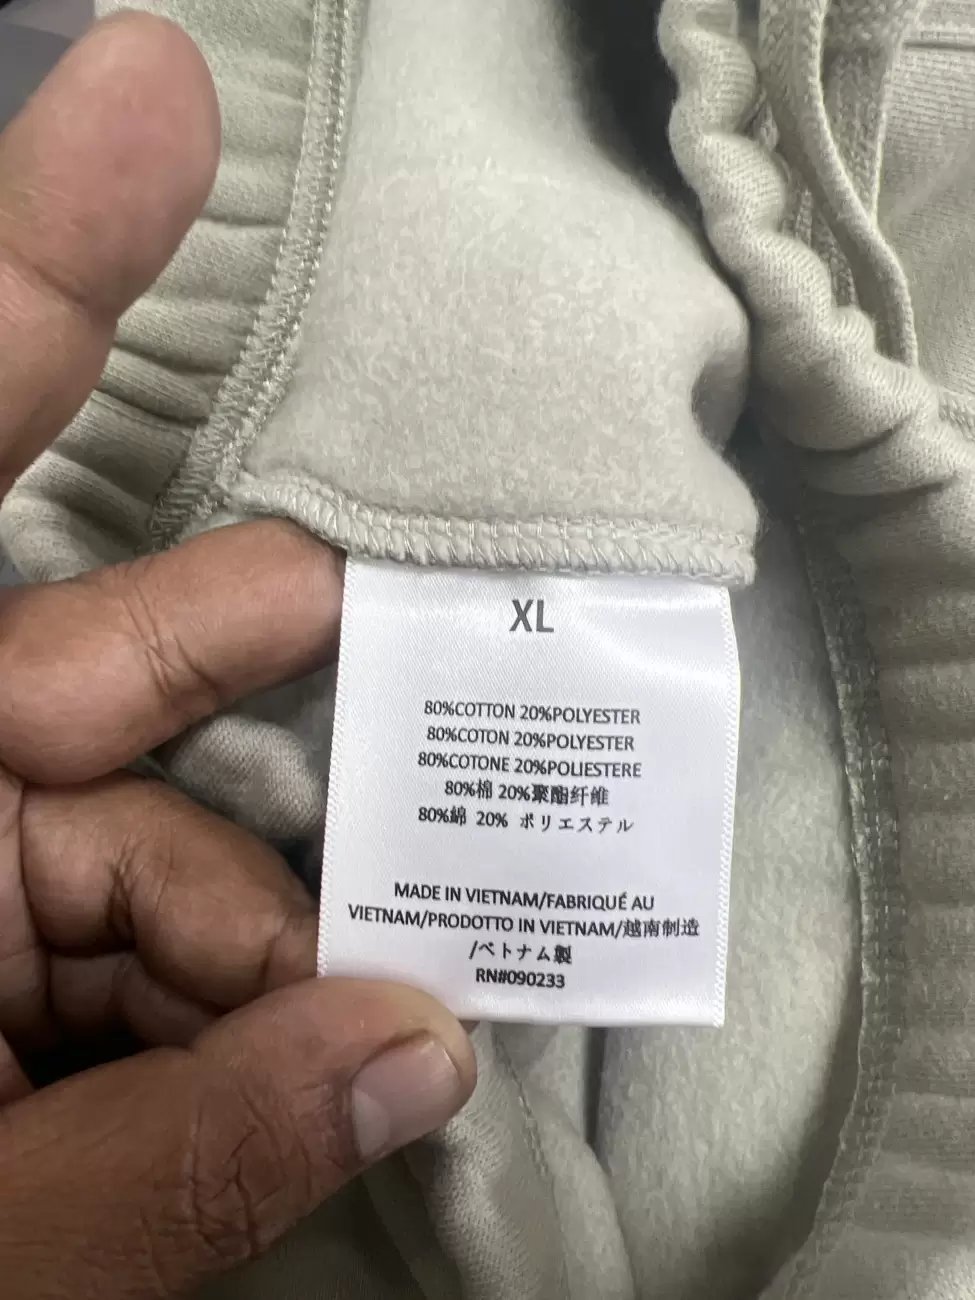 XL
80%COTTON 20%POLYESTER
80%COTON 20%POLYESTER
80%COTONE 20%POLIESTERE
80%棉 20%聚酯纤维
80%綿 20% ポリエステル
MADE IN VIETNAM/FABRIQUÉ AU
VIETNAM/PRODOTTO IN VIETNAM/越南制造
/ベトナム製
RN#090233